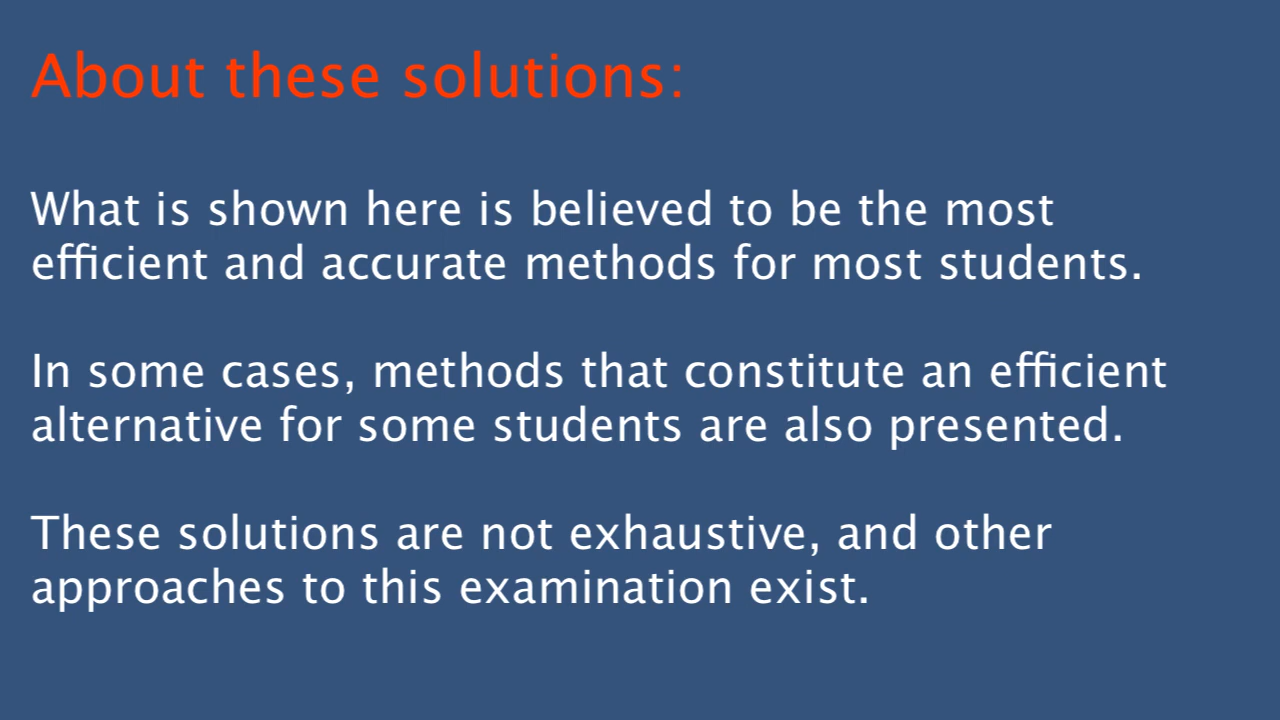 About these solutions:
What is shown here is believed to be the most
efficient and accurate methods for most students.
In some cases, methods that constitute an efficient
alternative for some students are also presented.
These solutions are not exhaustive, and other
approaches to this examination exist.